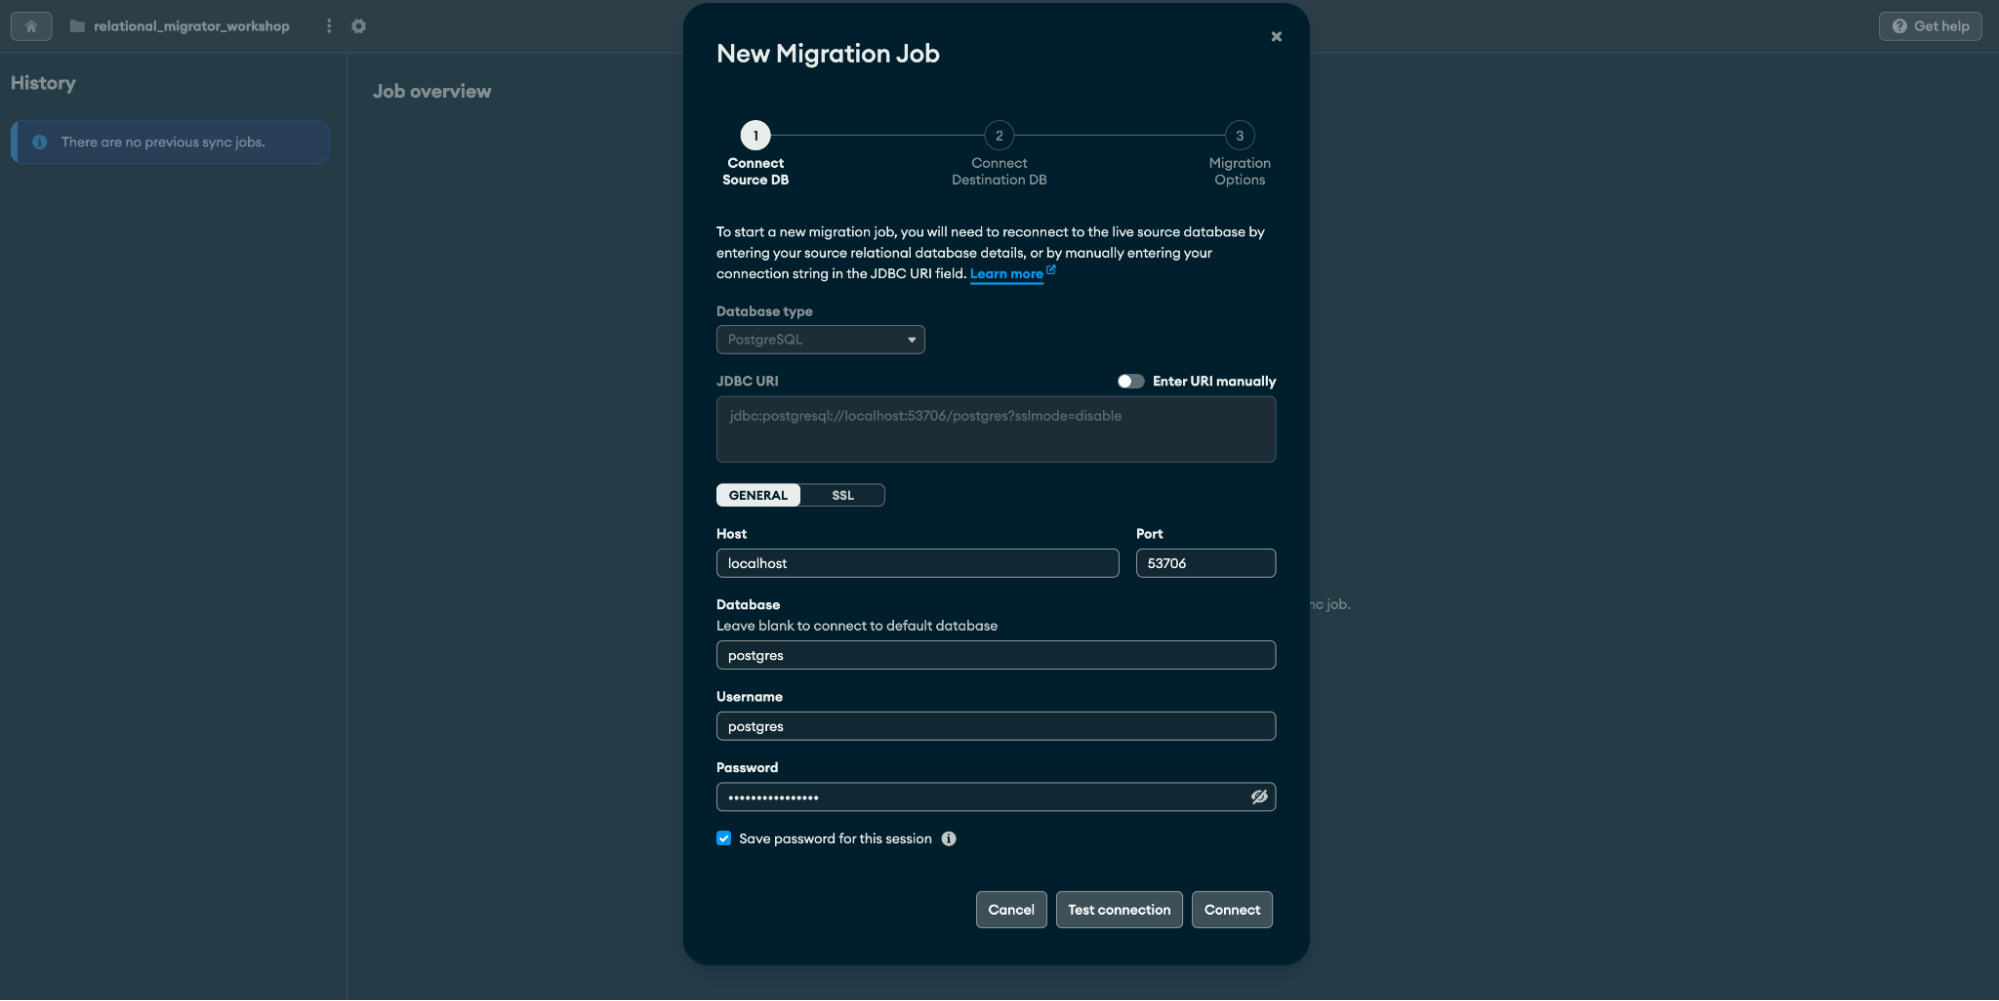 relational_migrator_workshop
Get help
History
There are no previous sync jobs.
Job overview
New Migration Job
1
2
3
Connect
Source DB
Connect
Destination DB
Migration
Options
To start a new migration job, you will need to reconnect to the live source database by
entering your source relational database details, or by manually entering your
connection string in the JDBC URI field. Learn more
Database type
PostgreSQL
JDBC URI
Enter URI manually
jdbc:postgresql://localhost:53706/postgres?sslmode=disable
GENERAL
SSL
Host
Port
localhost
53706
Database
Leave blank to connect to default database
postgres
Username
postgres
Password
••••••••••••••••
Save password for this session
Cancel
Test connection
Connect
nc job.